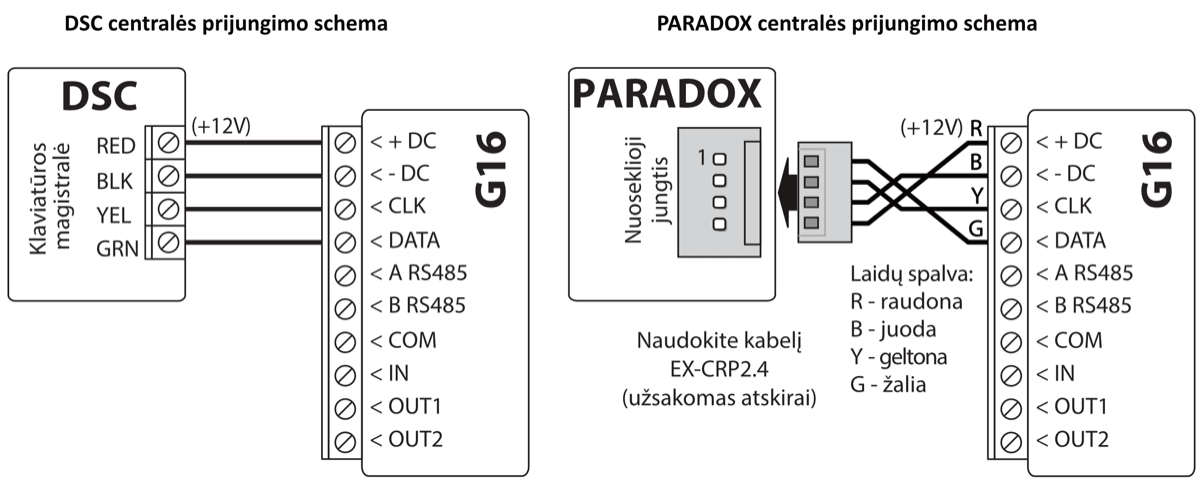 DSC centralės prijungimo schema
DSC
Klaviatūros
magistralė
RED
BLK
YEL
GRN
(+12V)
< + DC
< - DC
< CLK
< DATA
< A RS485
< B RS485
< COM
< IN
< OUT1
< OUT2
G16
PARADOX centralės prijungimo schema
PARADOX
Nuoseklioji
jungtis
1
(+12V) R
B
Y
G
Laidų spalva:
R - raudona
B - juoda
Y - geltona
G - žalia
Naudokite kabelį
EX-CRP2.4
(užsakomas atskirai)
< + DC
< - DC
< CLK
< DATA
< A RS485
< B RS485
< COM
< IN
< OUT1
< OUT2
G16